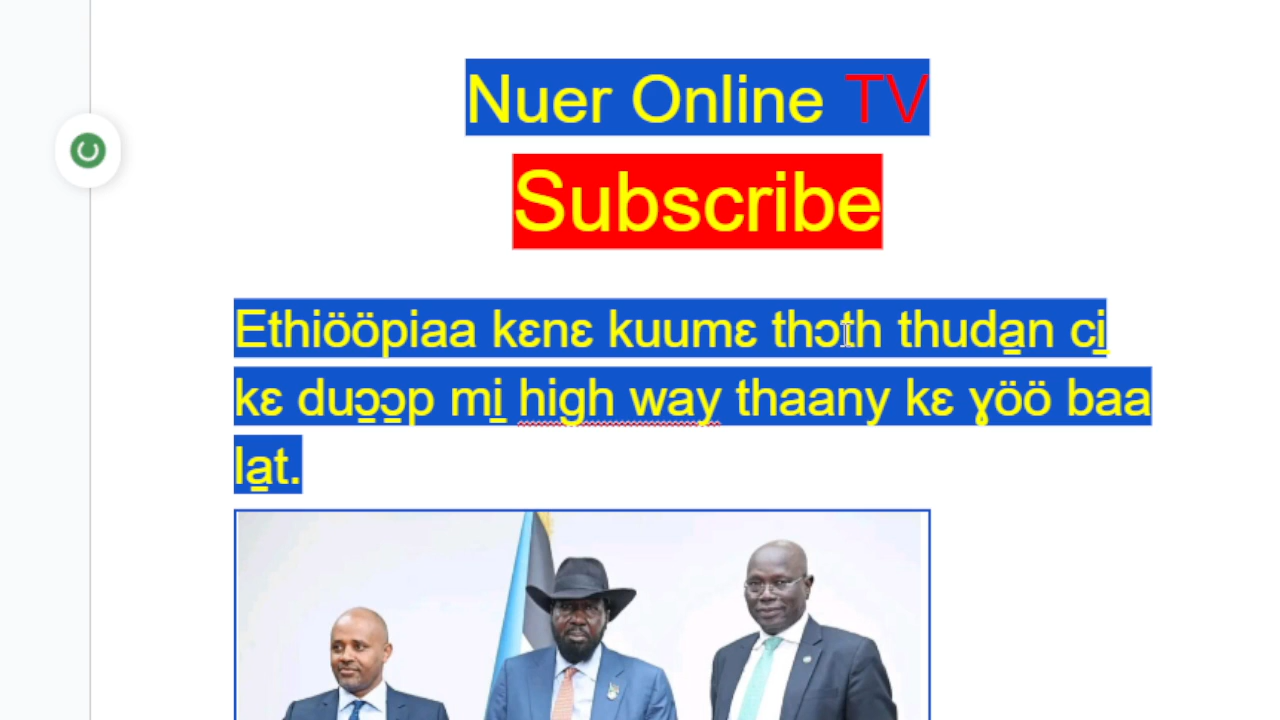 Nuer Online TV
Subscribe
Ethiööpiaa kɛnɛ kuumɛ thɔth thuda̱n ci̱
kɛ duɔ̱ɔ̱p mi̱ high way thaany kɛ ɣöö baa
la̱t.